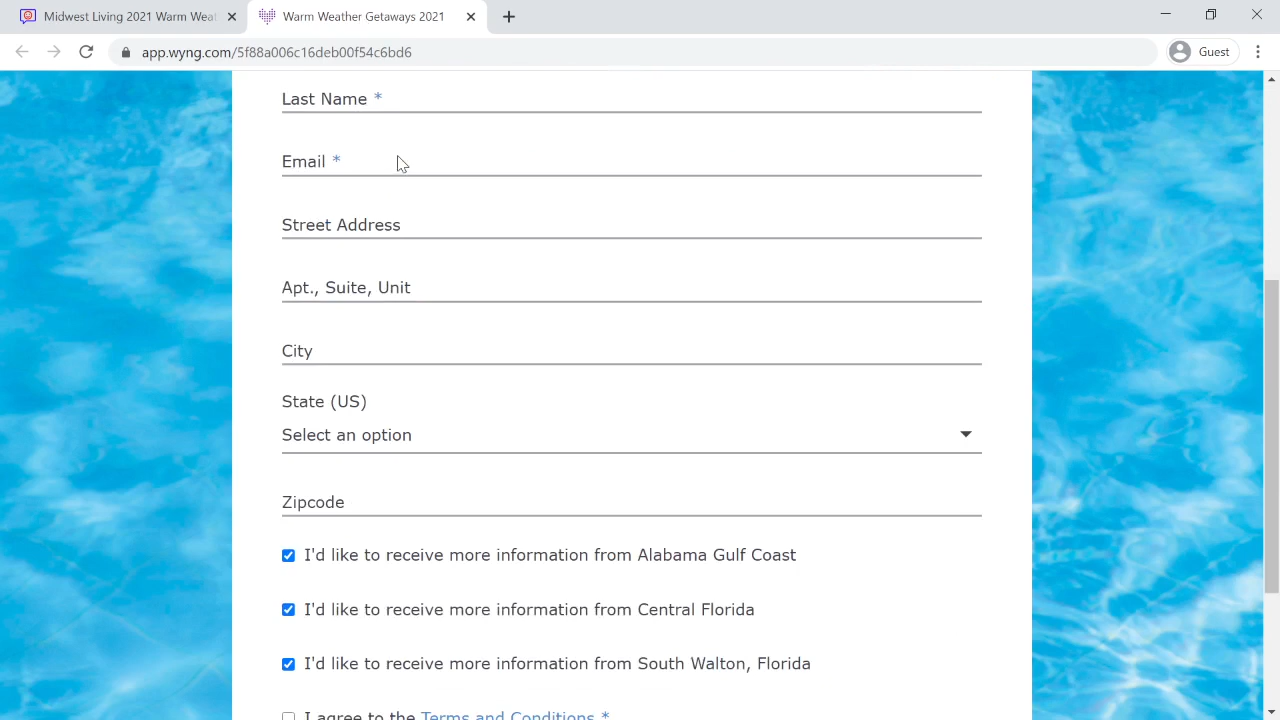 Midwest Living 2021 Warm Weat
Warm Weather Getaways 2021
app.wyng.com/5f88a006c16deb00f54c6bd6
Guest
Last Name *
Email *
Street Address
Apt., Suite, Unit
City
State (US)
Select an option
Zipcode
I'd like to receive more information from Alabama Gulf Coast
I'd like to receive more information from Central Florida
I'd like to receive more information from South Walton, Florida
I agree to the Terms and Conditions *